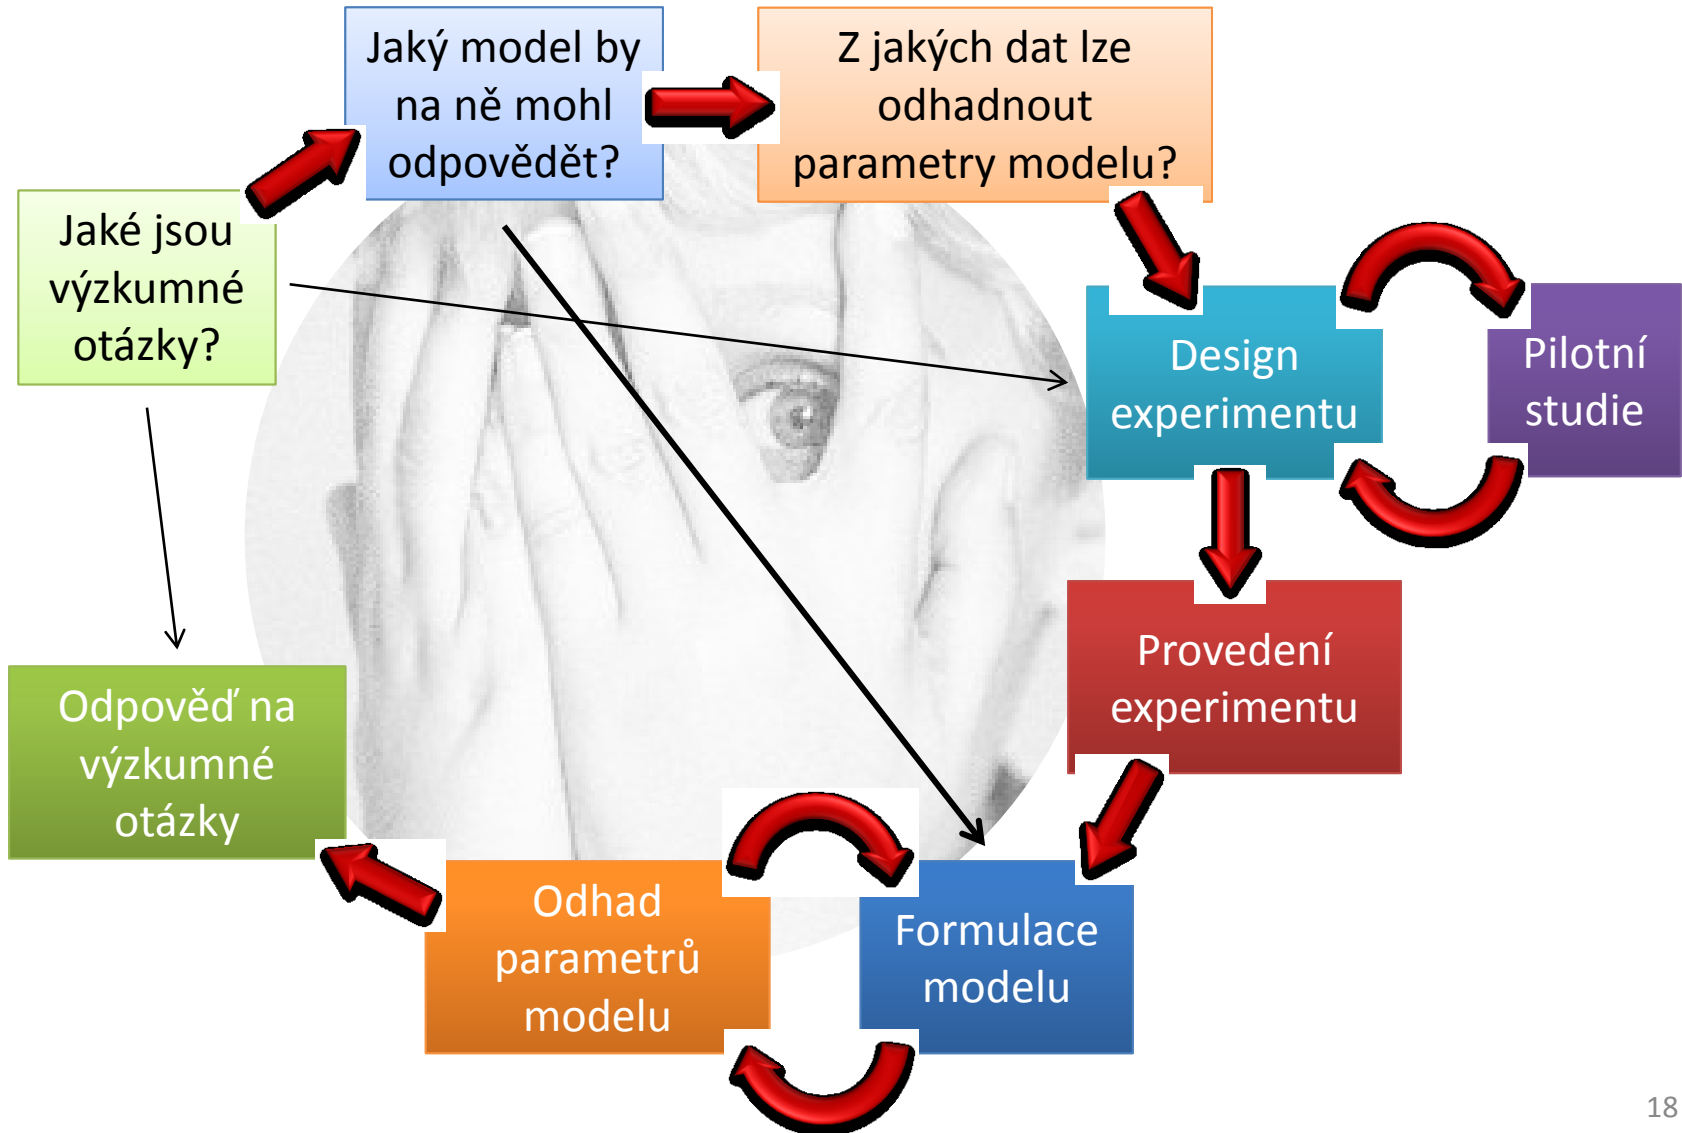 Jaký model by
na ně mohl
odpovědět?
Z jakých dat lze
odhadnout
parametry modelu?
Jaké jsou
výzkumné
otázky?
Design
experimentu
Pilotní
studie
Provedení
experimentu
Odpověď na
výzkumné
otázky
Odhad
parametrů
modelu
Formulace
modelu
18